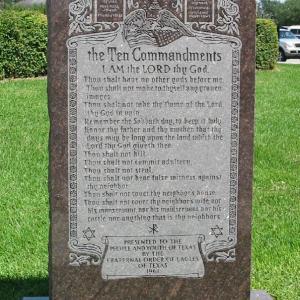 the Ten Commandments
I AM the LORD thy God.
Thou shalt have no other gods before me.
Thou shalt not make to thyself any graven
images.
Thou shalt not take the Name of the Lord
thy God in vain.
Remember the Sabbath day, to keep it holy.
Honor thy father and thy mother that thy
days may be long upon the land which the
Lord thy God giveth thee.
Thou shalt not kill.
Thou shalt not commit adultery.
Thou shalt not steal.
Thou shalt not bear false witness against
thy neighbor.
Thou shalt not covet thy neighbor's house.
Thou shalt not covet thy neighbor's wife nor
his manservant nor his maidservant nor his
cattle nor anything that is thy neighbor's.
PRESENTED TO THE
PEOPLE AND YOUTH OF TEXAS
BY THE
FRATERNAL ORDER OF EAGLES
OF TEXAS
1961